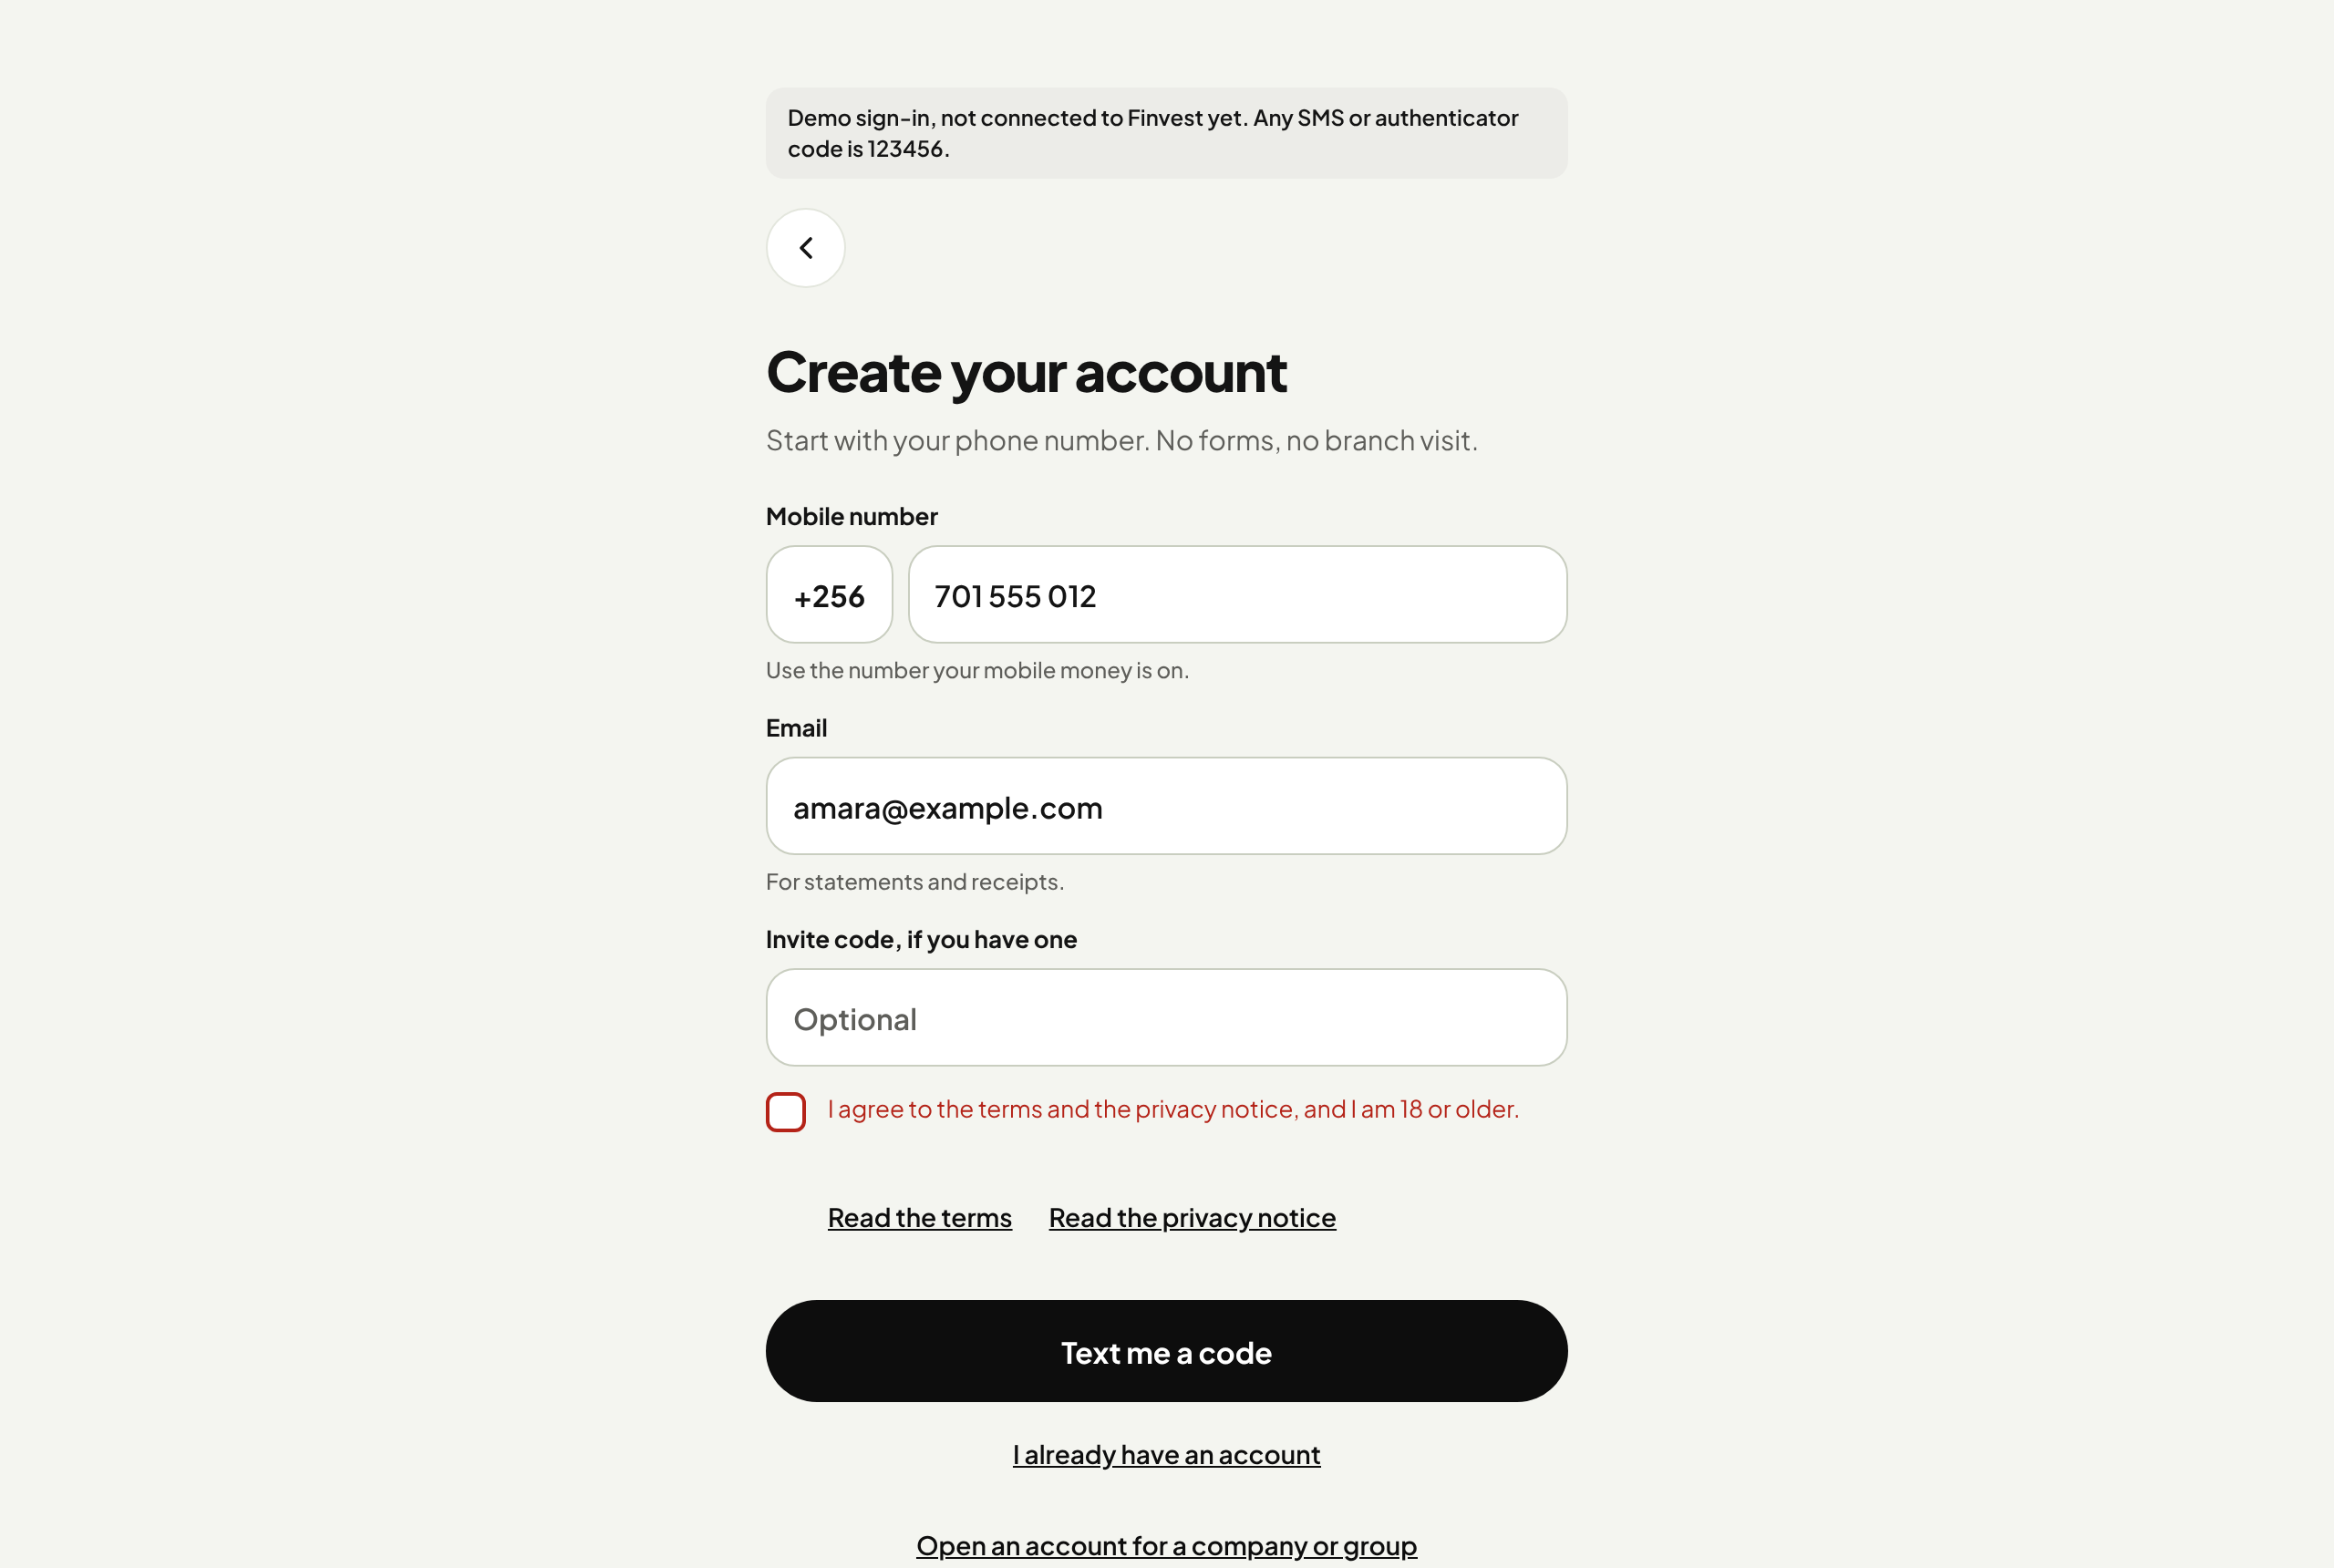 Demo sign-in, not connected to Finvest yet. Any SMS or authenticator
code is 123456.
Create your account
Start with your phone number. No forms, no branch visit.
Mobile number
+256 701 555 012
Use the number your mobile money is on.
Email
amara@example.com
For statements and receipts.
Invite code, if you have one
Optional
I agree to the terms and the privacy notice, and I am 18 or older.
Read the terms Read the privacy notice
Text me a code
I already have an account
Open an account for a company or group